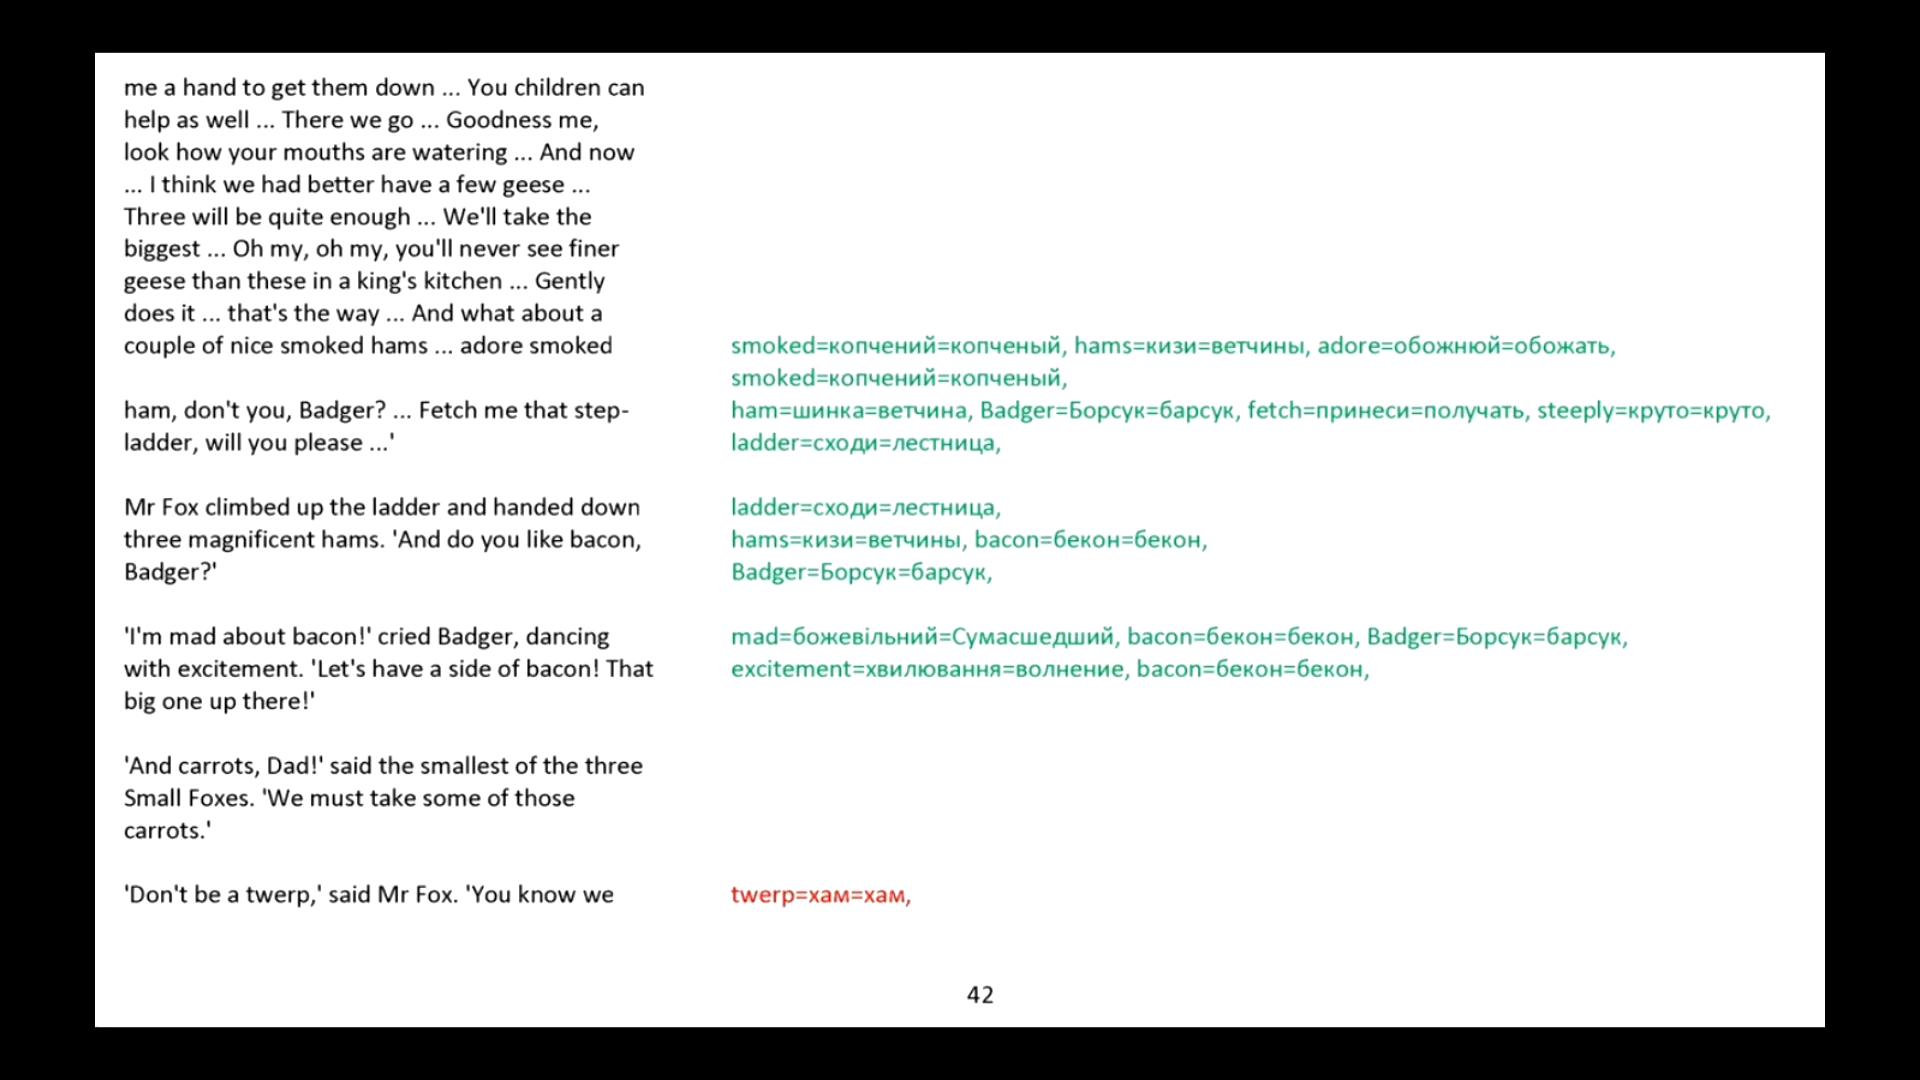 me a hand to get them down ... You children can
help as well ... There we go ... Goodness me,
look how your mouths are watering ... And now
... I think we had better have a few geese ...
Three will be quite enough ... We'll take the
biggest ... Oh my, oh my, you'll never see finer
geese than these in a king's kitchen ... Gently
does it ... that's the way ... And what about a
couple of nice smoked hams ... adore smoked
smoked=копчений=копченый, hams=кизи=ветчины, adore=обожнюй=обожать,
smoked=копчений=копченый,
ham, don't you, Badger? ... Fetch me that step-
ham=шинка=ветчина, Badger=Борсук=барсук, fetch=принеси=получать, steeply=круто=круто,
ladder, will you please ...'
ladder=сходи=лестница,
Mr Fox climbed up the ladder and handed down
ladder=сходи=лестница,
three magnificent hams. 'And do you like bacon,
hams=кизи=ветчины, bacon=бекон=бекон,
Badger?'
Badger=Борсук=барсук,
'I'm mad about bacon!' cried Badger, dancing
mad=божевільний=Сумасшедший, bacon=бекон=бекон, Badger=Борсук=барсук,
with excitement. 'Let's have a side of bacon! That
excitement=хвилювання=волнение, bacon=бекон=бекон,
big one up there!'
'And carrots, Dad!' said the smallest of the three
Small Foxes. 'We must take some of those
carrots.'
'Don't be a twerp,' said Mr Fox. 'You know we
twerp=хам=хам,
42